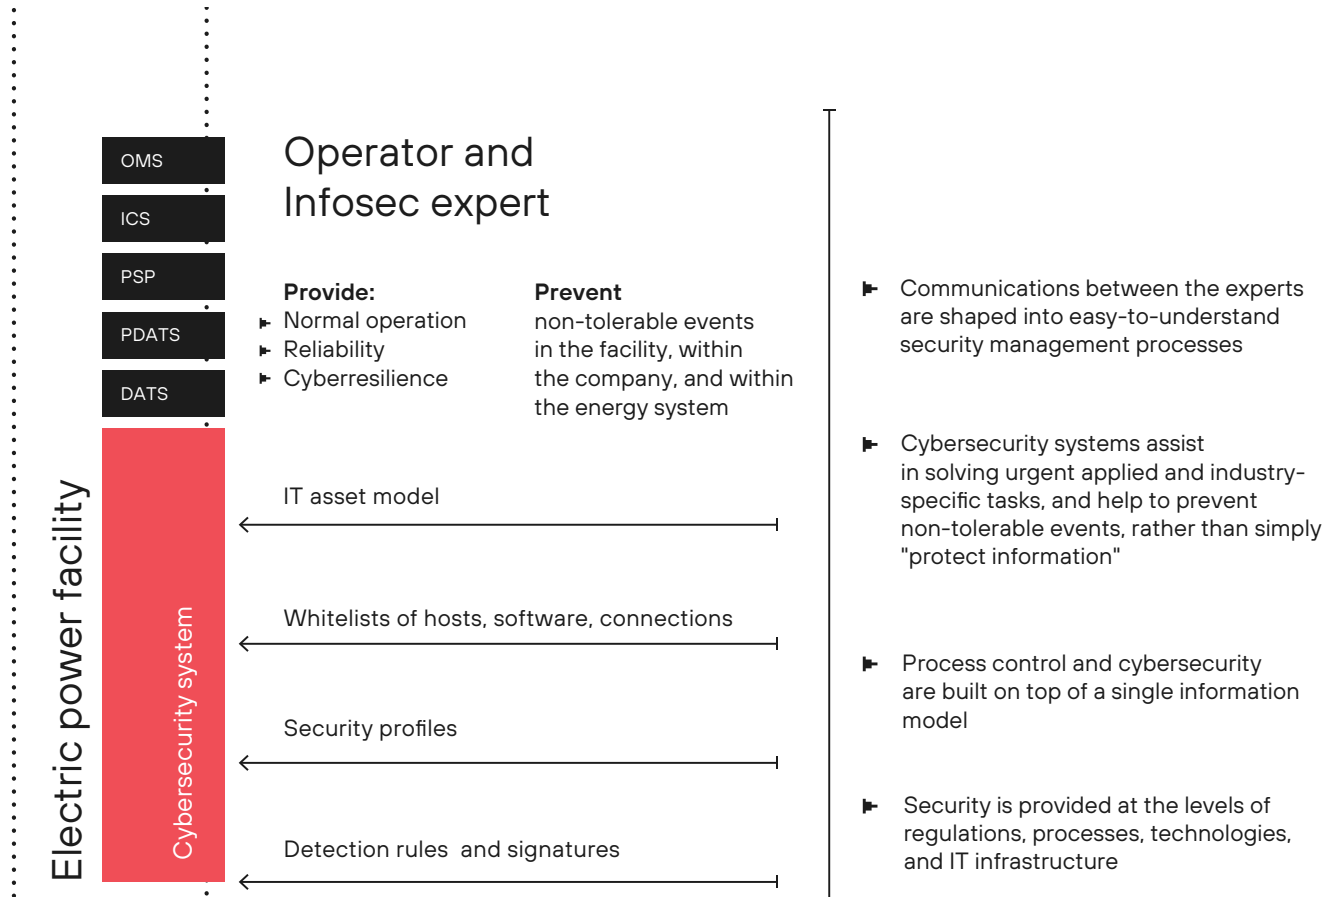 OMS
ICS
PSP
PDATS
DATS
Electric power facility
Cybersecurity system
Operator and
Infosec expert
Provide:
Normal operation
Reliability
Cyberresilience
Prevent
non-tolerable events
in the facility, within
the company, and within
the energy system
IT asset model
Whitelists of hosts, software, connections
Security profiles
Detection rules and signatures
Communications between the experts
are shaped into easy-to-understand
security management processes
Cybersecurity systems assist
in solving urgent applied and industry-
specific tasks, and help to prevent
non-tolerable events, rather than simply
"protect information"
Process control and cybersecurity
are built on top of a single information
model
Security is provided at the levels of
regulations, processes, technologies,
and IT infrastructure